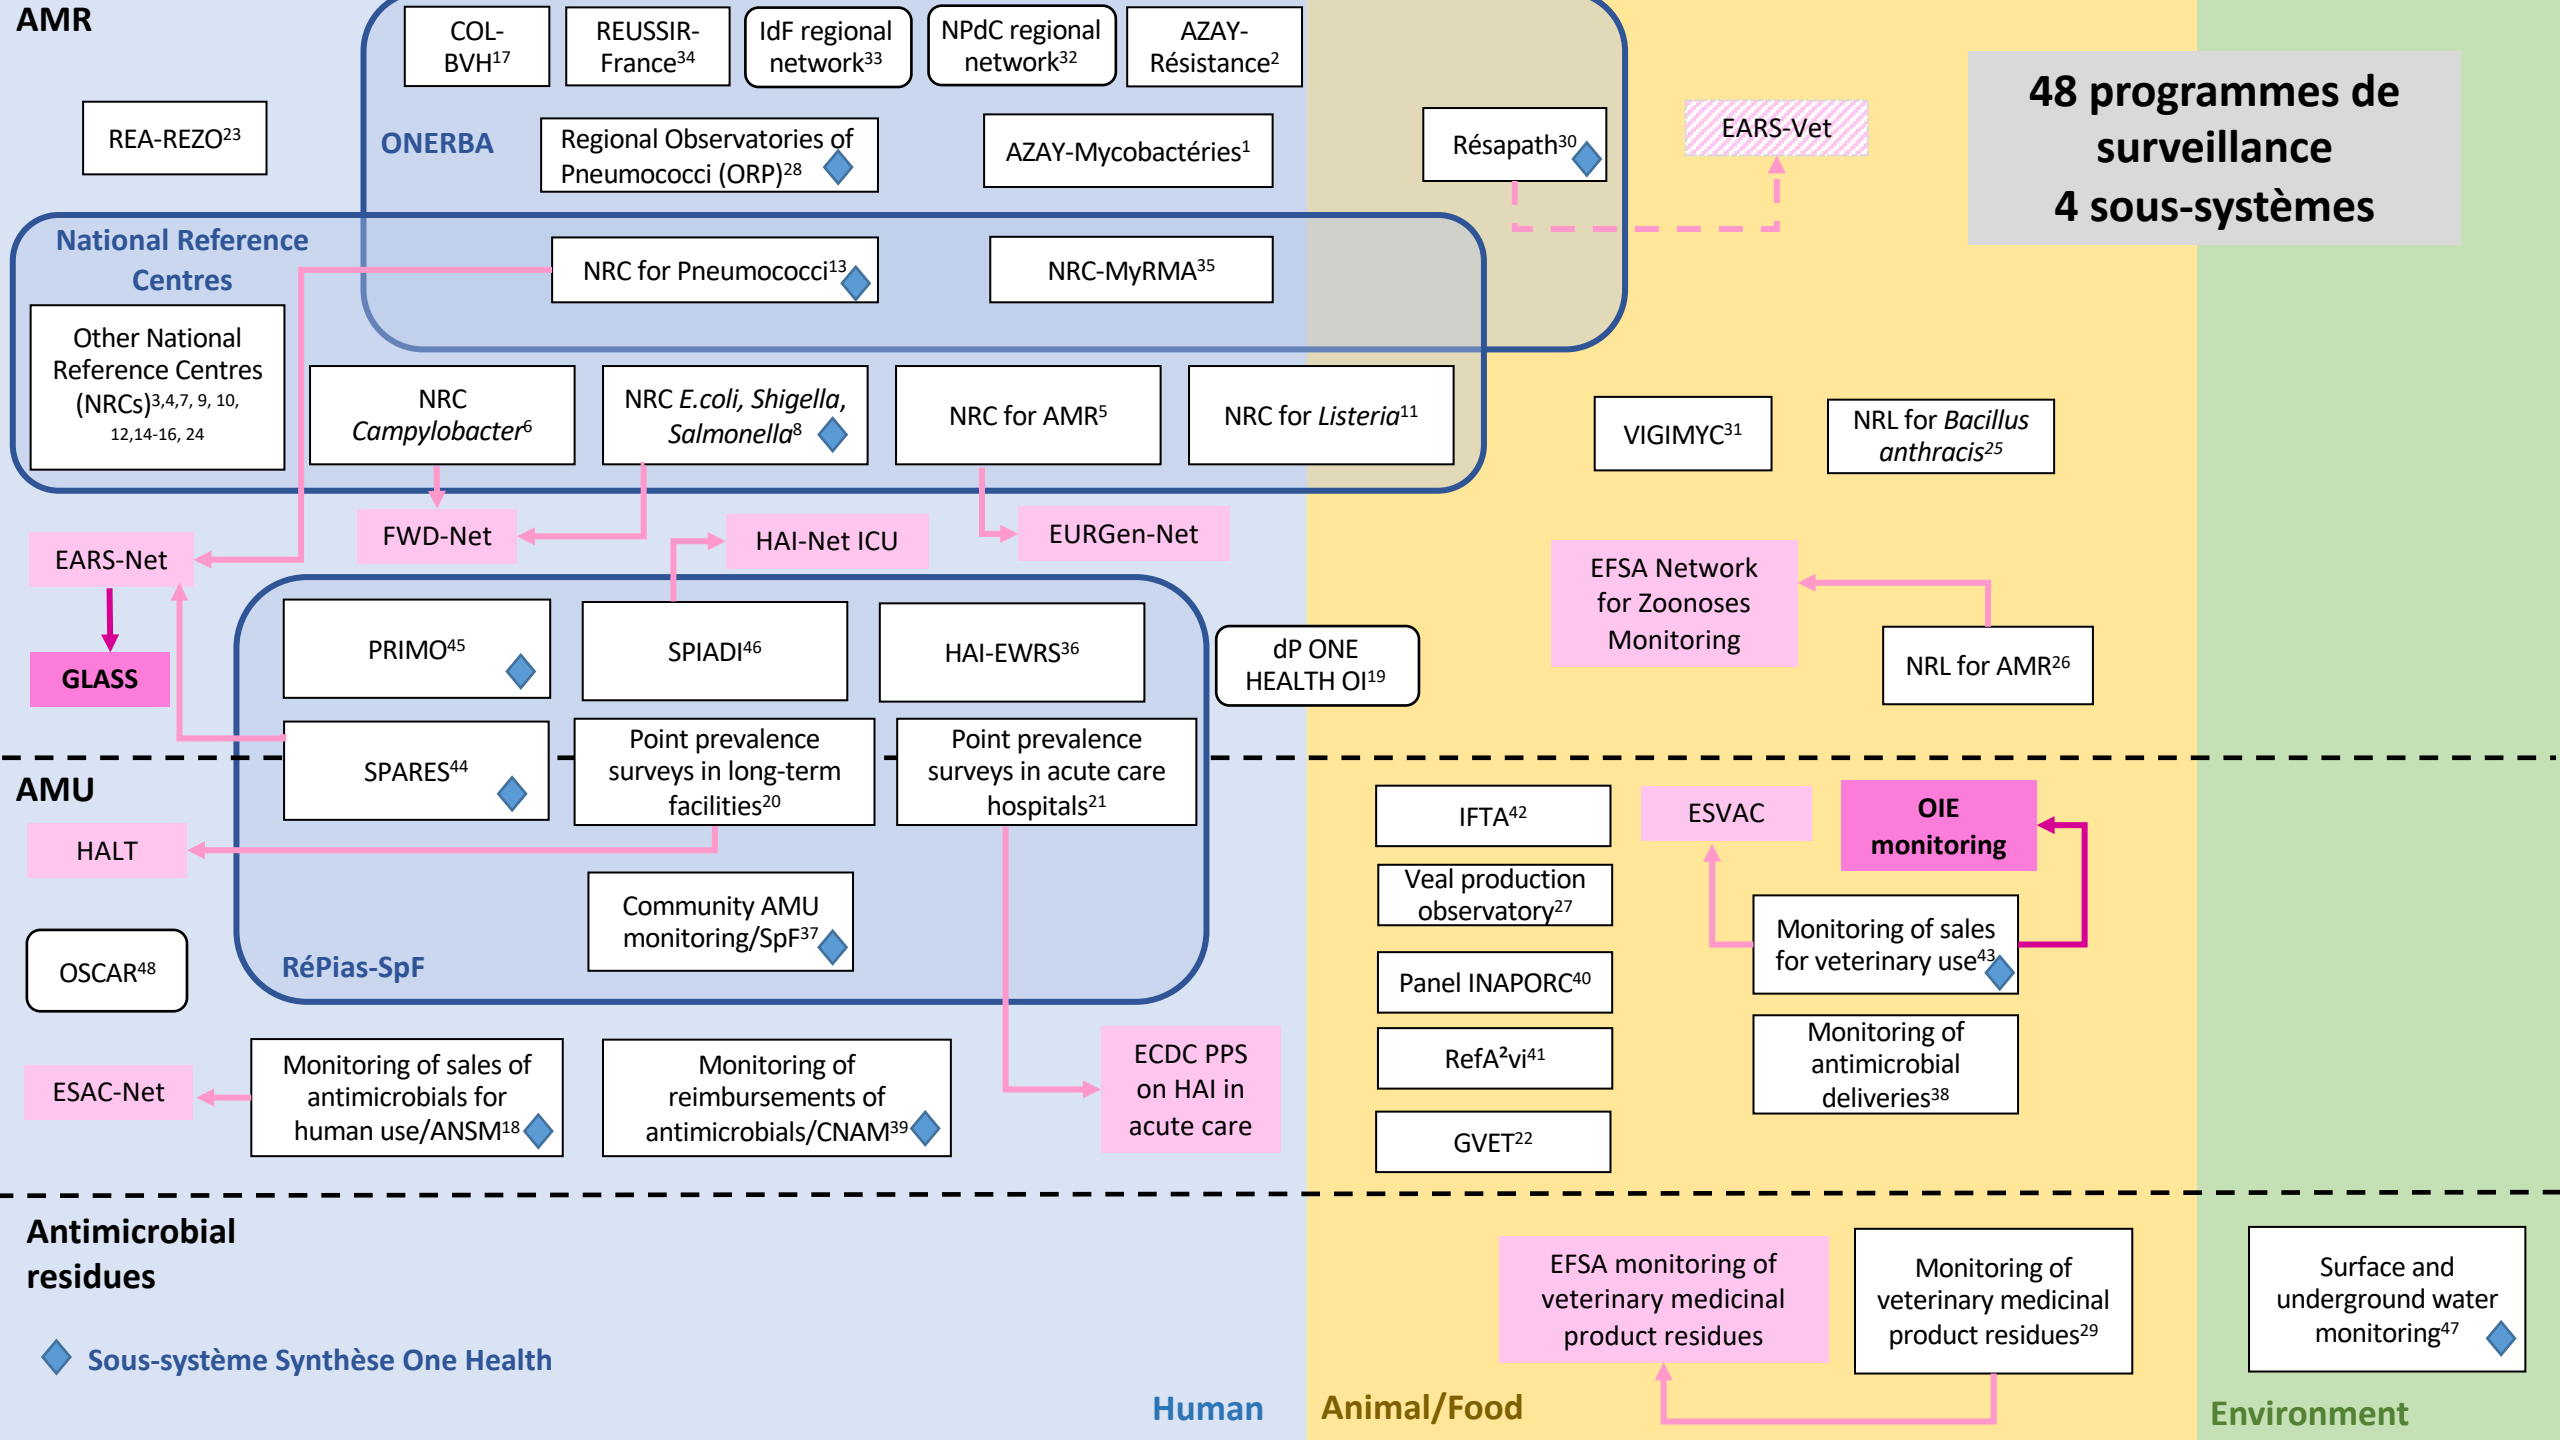 AMR
COL-
BVH17
REUSSIR-
France34
IdF regional
network33
NPdC regional
network32
AZAY-
Résistance2
48 programmes de
surveillance
4 sous-systèmes
REA-REZO23
ONERBA
Regional Observatories of
Pneumococci (ORP)28
AZAY-Mycobactéries1
Résapath30
EARS-Vet
National Reference
Centres
NRC for Pneumococci13
NRC-MyRMA35
Other National
Reference Centres
(NRCs)3,4,7, 9, 10,
12,14-16, 24
NRC
Campylobacter6
NRC E.coli, Shigella,
Salmonella8
NRC for AMR5
NRC for Listeria11
VIGIMYC31
NRL for Bacillus
anthracis25
EARS-Net
FWD-Net
HAI-Net ICU
EURGen-Net
EFSA Network
for Zoonoses
Monitoring
GLASS
PRIMO45
SPIADI46
HAI-EWRS36
dP ONE
HEALTH OI19
NRL for AMR26
SPARES44
Point prevalence
surveys in long-term
facilities20
Point prevalence
surveys in acute care
hospitals21
AMU
HALT
IFTA42
ESVAC
OIE
monitoring
Veal production
observatory27
Community AMU
monitoring/SpF37
RéPias-SpF
OSCAR48
Panel INAPORC40
Monitoring of sales
for veterinary use43
RefA²vi41
Monitoring of
antimicrobial
deliveries38
ESAC-Net
Monitoring of sales of
antimicrobials for
human use/ANSM18
Monitoring of
reimbursements of
antimicrobials/CNAM39
ECDC PPS
on HAI in
acute care
GVET22
Antimicrobial
residues
EFSA monitoring of
veterinary medicinal
product residues
Monitoring of
veterinary medicinal
product residues29
Surface and
underground water
monitoring47
Sous-système Synthèse One Health
Human
Animal/Food
Environment